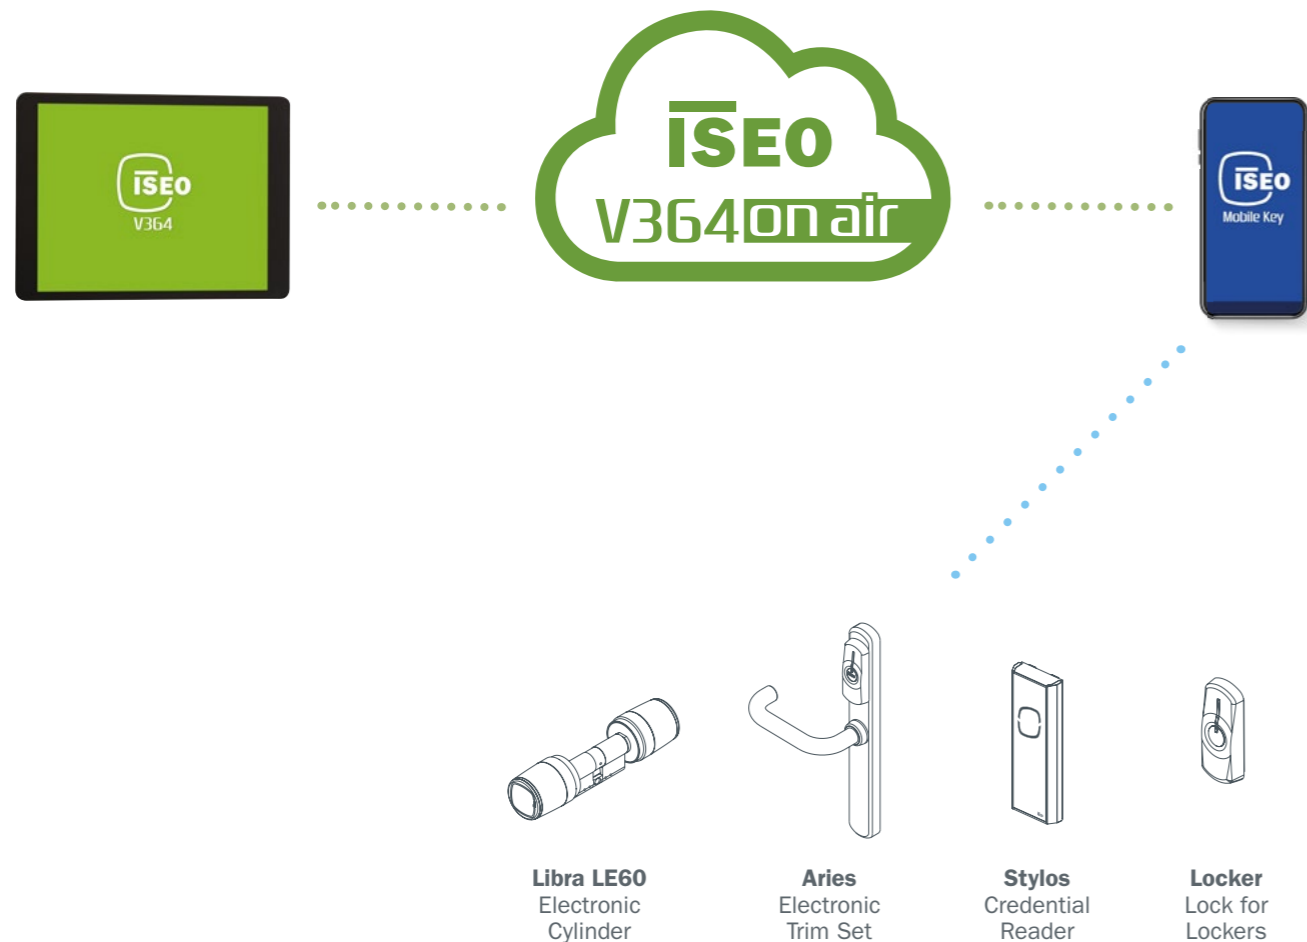 ISEO
V364
ISEO
V364 on air
ISEO
Mobile Key
Libra LE60
Electronic
Cylinder
Aries
Electronic
Trim Set
Stylos
Credential
Reader
Locker
Lock for
Lockers